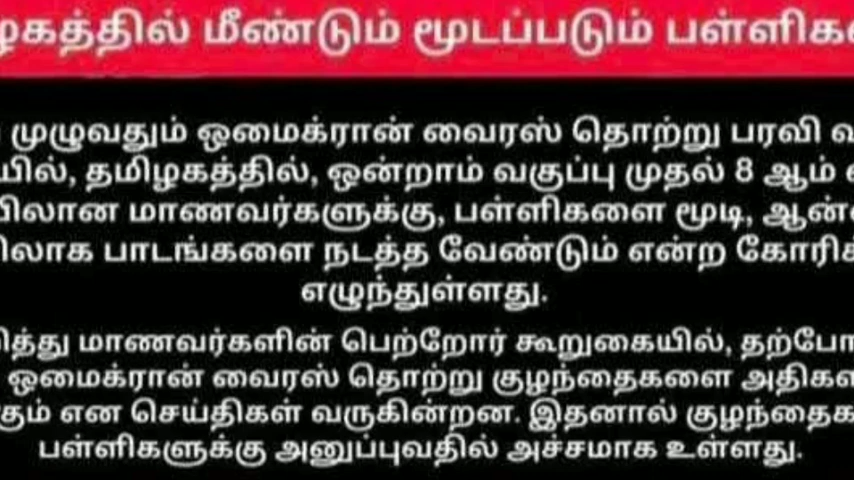 ழகத்தில் மீண்டும் மூடப்படும் பள்ளிகள
முழுவதும் ஒமைக்ரான் வைரஸ் தொற்று பரவி வ
யில், தமிழகத்தில், ஒன்றாம் வகுப்பு முதல் 8 ஆம் வ
யிலான மாணவர்களுக்கு, பள்ளிகளை மூடி, ஆன்
லாக பாடங்களை நடத்த வேண்டும் என்ற கோரிக்
எழுந்துள்ளது.
ித்து மாணவர்களின் பெற்றோர் கூறுகையில், தற்போ
ஒமைக்ரான் வைரஸ் தொற்று குழந்தைகளை அதிகள
கும் என செய்திகள் வருகின்றன. இதனால் குழந்தைக
பள்ளிகளுக்கு அனுப்புவதில் அச்சமாக உள்ளது.